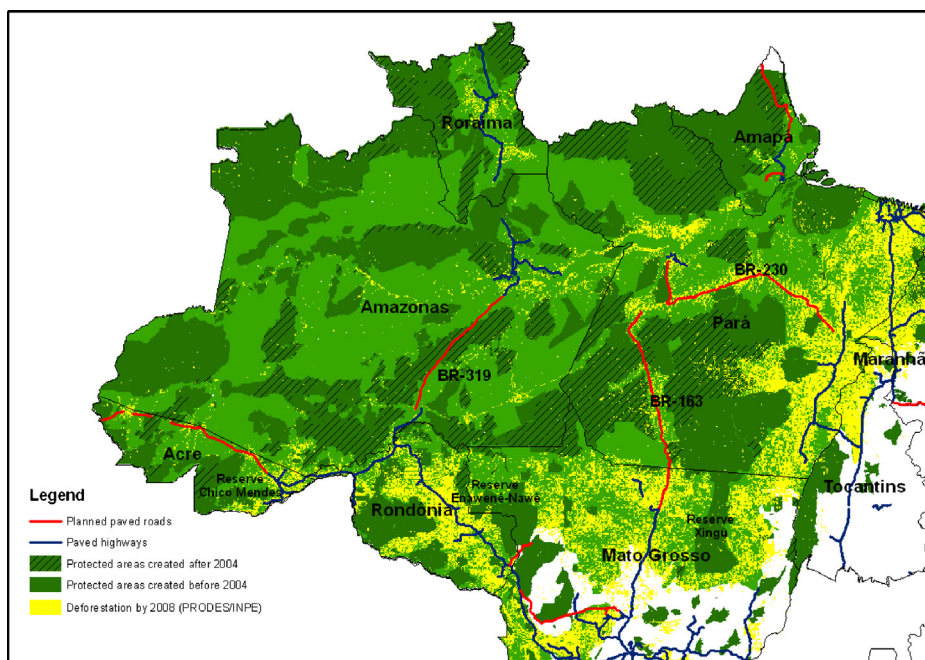 Roraima
Amapá
BR-230
Amazonas
Pará
Maranhã
BR-319
BR-163
Acre
Reserve
Chico Mendes
Reserve
Enawenê-Nawê
Rondônia
Reserve
Xingu
Tocantins
Mato Grosso
Legend
Planned paved roads
Paved highways
Protected areas created after 2004
Protected areas created before 2004
Deforestation by 2008 (PRODES/INPE)